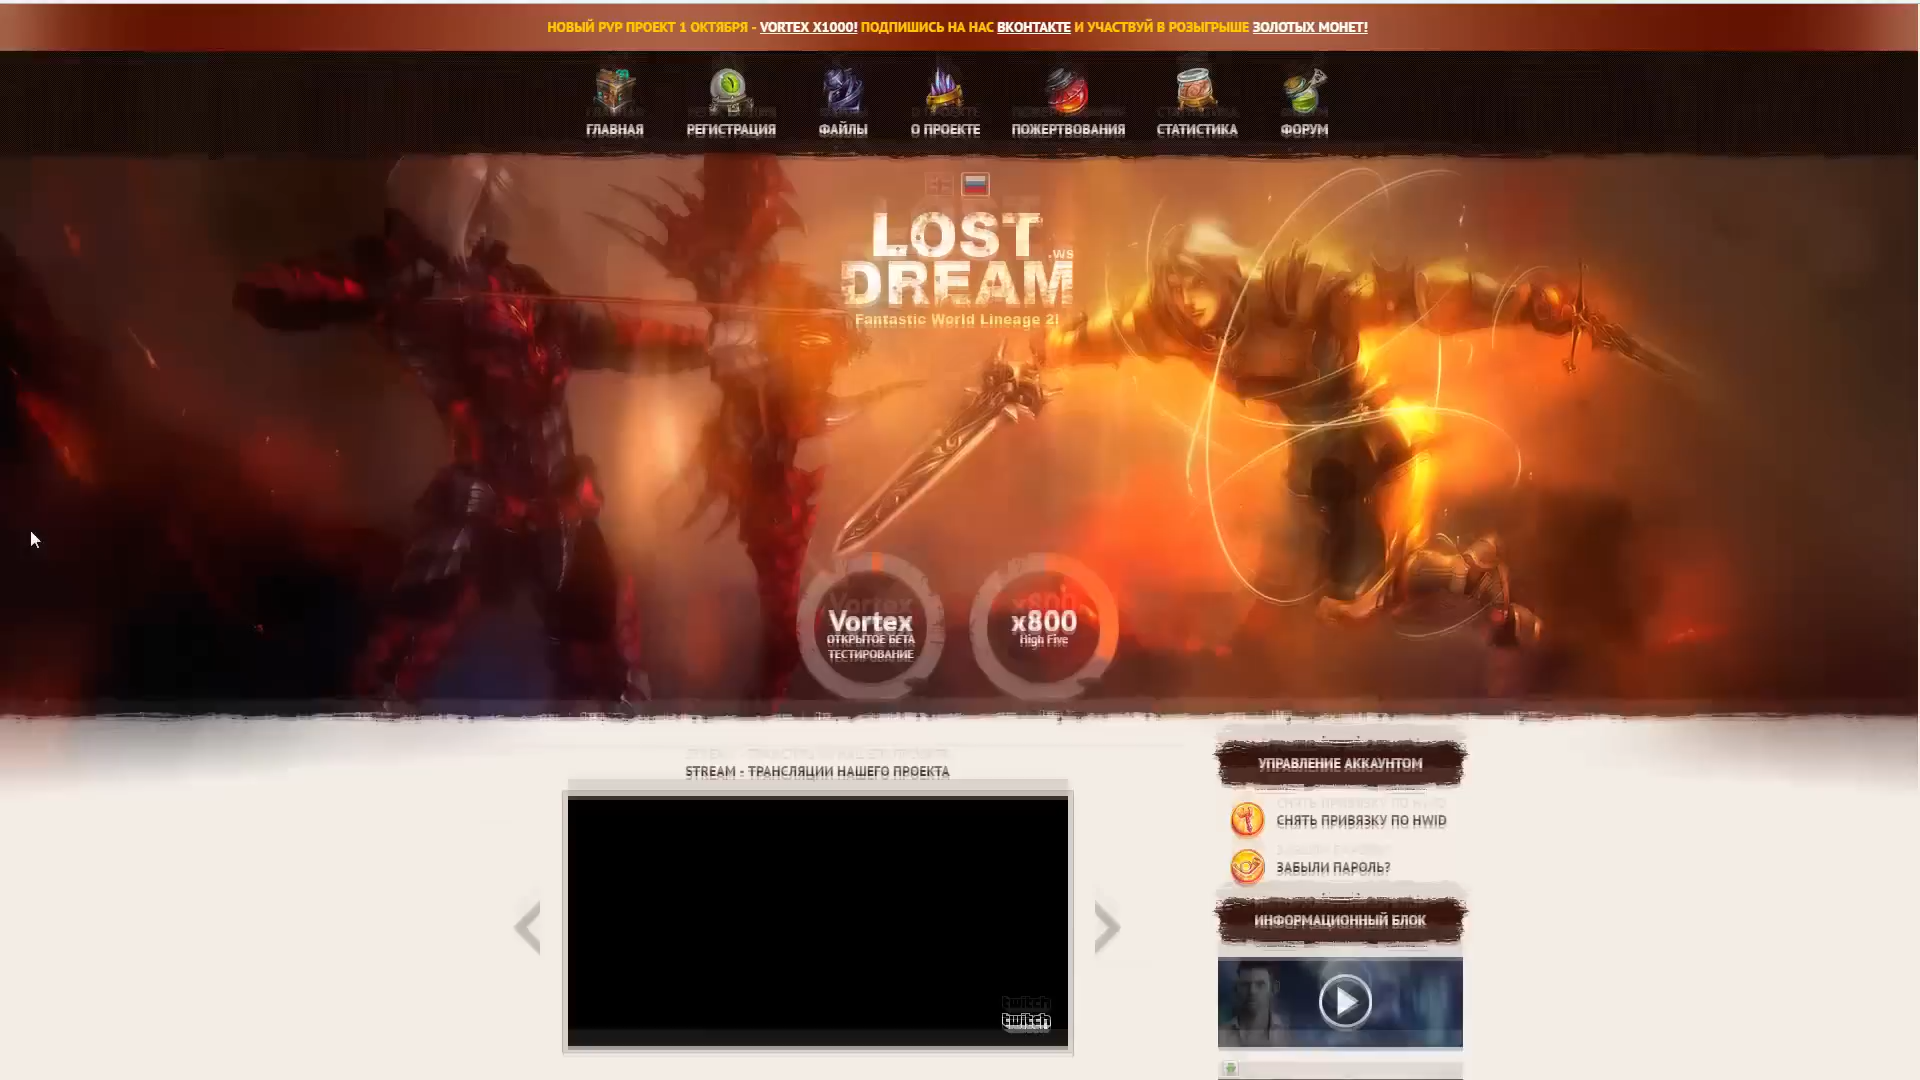 НОВЫЙ PVP ПРОЕКТ 1 ОКТЯБРЯ - VORTEX X1000! ПОДПИШИСЬ НА НАС ВКОНТАКТЕ И УЧАСТВУЙ В РОЗЫГРЫШЕ ЗОЛОТЫХ МОНЕТ!
ГЛАВНАЯ РЕГИСТРАЦИЯ ФАЙЛЫ О ПРОЕКТЕ ПОЖЕРТВОВАНИЯ СТАТИСТИКА ФОРУМ
LOST
.WS
DREAM
Fantastic World Lineage 2!
Vortex
ОТКРЫТОЕ БЕТА
ТЕСТИРОВАНИЕ
x800
High Five
STREAM - ТРАНСЛЯЦИИ НАШЕГО ПРОЕКТА
twitch
УПРАВЛЕНИЕ АККАУНТОМ
СНЯТЬ ПРИВЯЗКУ ПО HWID
ЗАБЫЛИ ПАРОЛЬ?
ИНФОРМАЦИОННЫЙ БЛОК